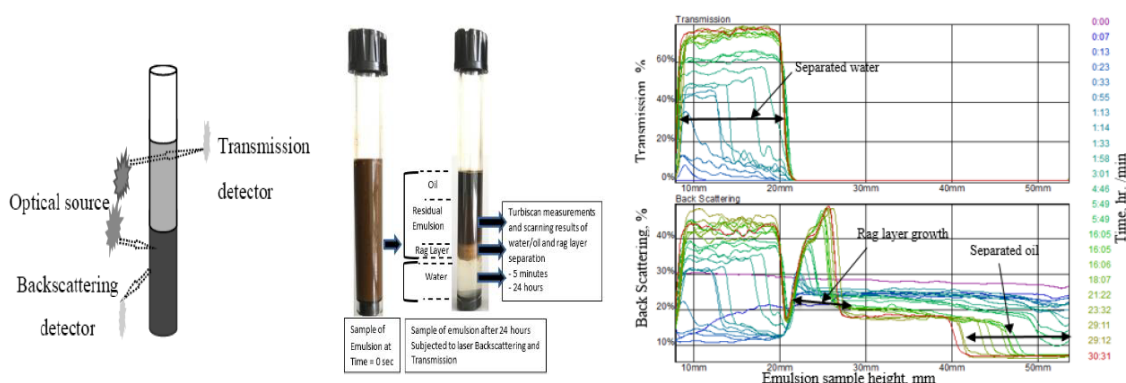 Transmission
detector
Optical source
Backscattering
detector
Oil
Residual
Emulsion
Rag Layer
Water
Turbiscan measurements
and scanning results of
water/oil and rag layer
separation
- 5 minutes
- 24 hours
Sample of
Emulsion at
Time = 0 sec
Sample of emulsion after 24 hours
Subjected to laser Backscattering and
Transmission
Transmission
Transmission %
60%
40%
20%
0%
Separated water
10mm 20mm 30mm 40mm 50mm
Back Scattering
Back Scattering, %
40%
30%
20%
10%
Rag layer growth
Separated oil
10mm 20mm 30mm 40mm 50mm
Emulsion sample height, mm
0:00
0:07
0:13
0:23
0:33
0:55
1:13
1:14
1:33
1:58
3:01
4:46
5:49
5:49
16:05
16:05
16:06
18:07
21:22
23:32
29:11
29:12
30:31
Time, hr. /min